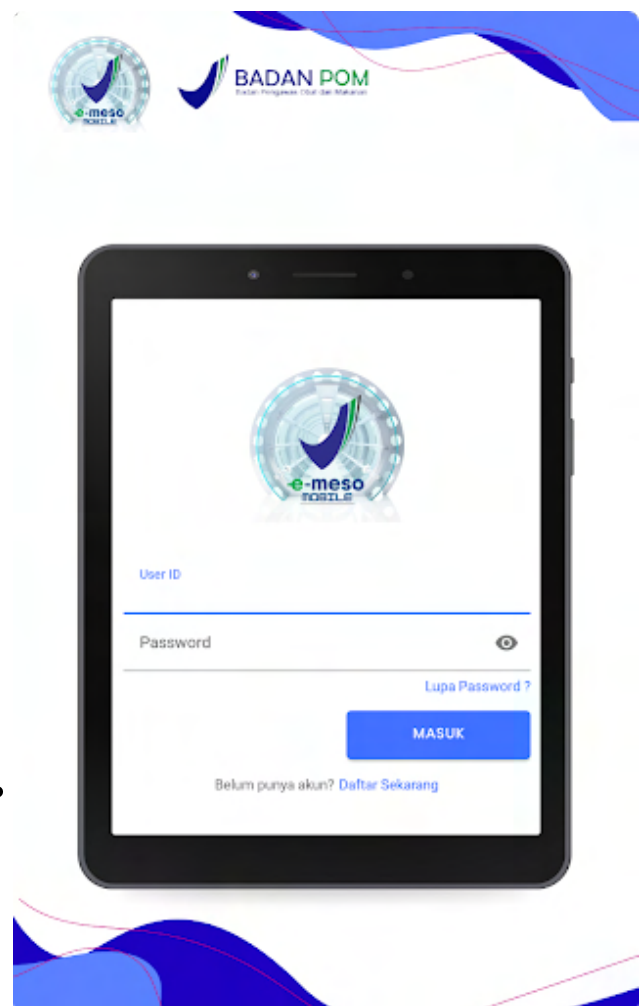 e-meso
MOBILE
BADAN POM
Badan Pengawas Obat dan Makanan
e-meso
MOBILE
User ID
Password
Lupa Password ?
MASUK
Belum punya akun? Daftar Sekarang